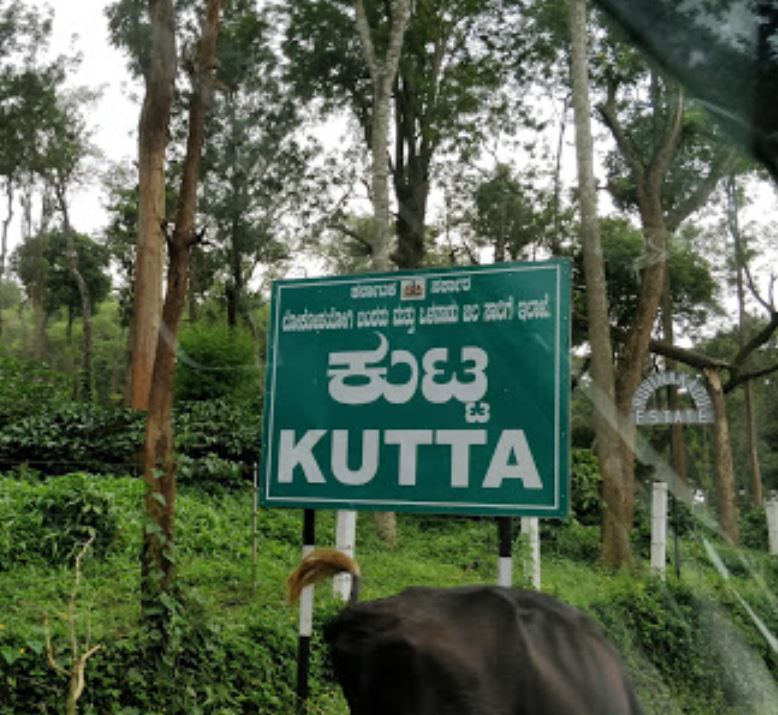 ಕರ್ನಾಟಕ ಸರ್ಕಾರ
ಲೋಕೋಪಯೋಗಿ ಬಂದರು ಮತ್ತು ಒಳನಾಡು ಜಲ ಸಾರಿಗೆ ಇಲಾಖೆ.
ಕುಟ್ಟ
KUTTA
ESTATE